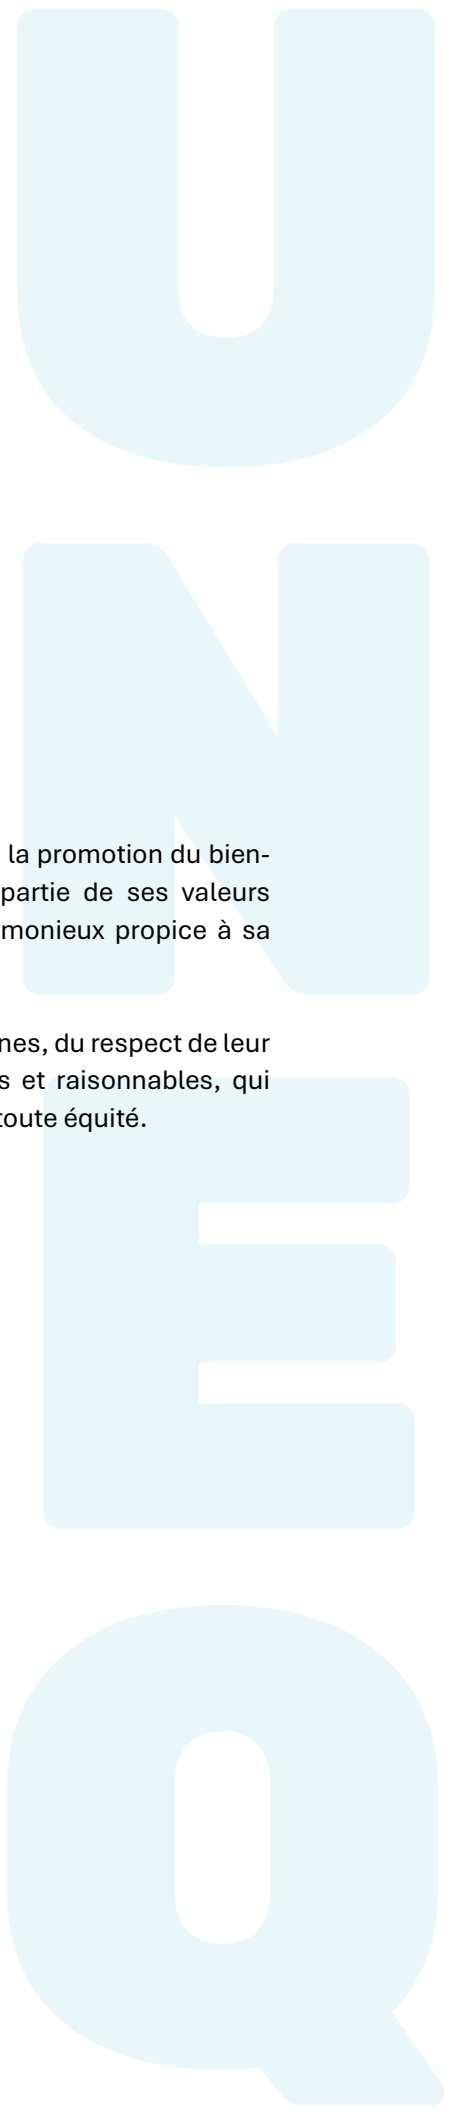 U
N
la promotion du bien-
partie de ses valeurs
monieux propice à sa
nes, du respect de leur
s et raisonnables, qui
toute équité.
E
Q